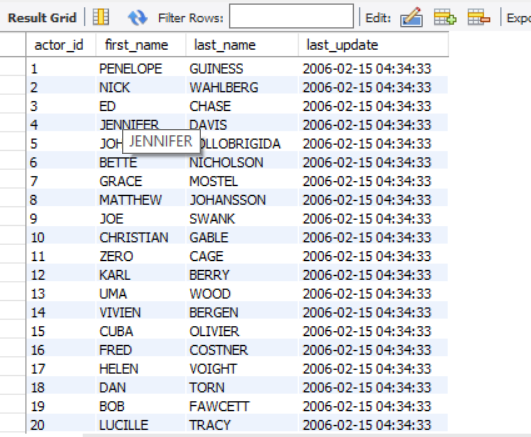 Result Grid Filter Rows: Edit:
actor_id first_name last_name last_update
1 PENELOPE GUINESS 2006-02-15 04:34:33
2 NICK WAHLBERG 2006-02-15 04:34:33
3 ED CHASE 2006-02-15 04:34:33
4 JENNIFER DAVIS 2006-02-15 04:34:33
JENNIFER
5 2006-02-15 04:34:33
6 BETTE NICHOLSON 2006-02-15 04:34:33
7 GRACE MOSTEL 2006-02-15 04:34:33
8 MATTHEW JOHANSSON 2006-02-15 04:34:33
9 JOE SWANK 2006-02-15 04:34:33
10 CHRISTIAN GABLE 2006-02-15 04:34:33
11 ZERO CAGE 2006-02-15 04:34:33
12 KARL BERRY 2006-02-15 04:34:33
13 UMA WOOD 2006-02-15 04:34:33
14 VIVIEN BERGEN 2006-02-15 04:34:33
15 CUBA OLIVIER 2006-02-15 04:34:33
16 FRED COSTNER 2006-02-15 04:34:33
17 HELEN VOIGHT 2006-02-15 04:34:33
18 DAN TORN 2006-02-15 04:34:33
19 BOB FAWCETT 2006-02-15 04:34:33
20 LUCILLE TRACY 2006-02-15 04:34:33